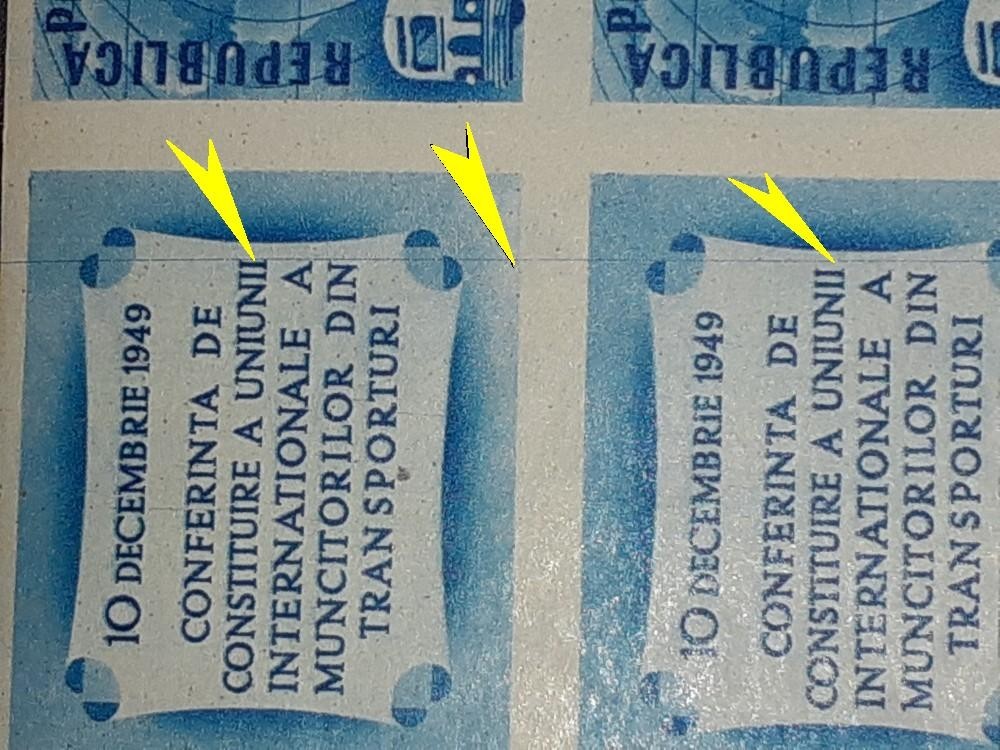 REPUBLICA
P
REPUBLICA
P
10 DECEMBRIE 1949
CONFERINTA DE
CONSTITUIRE A UNIUNII
INTERNATIONALE A
MUNCITORILOR DIN
TRANSPORTURI
10 DECEMBRIE 1949
CONFERINTA DE
CONSTITUIRE A UNIUNII
INTERNATIONALE A
MUNCITORILOR DIN
TRANSPORTURI